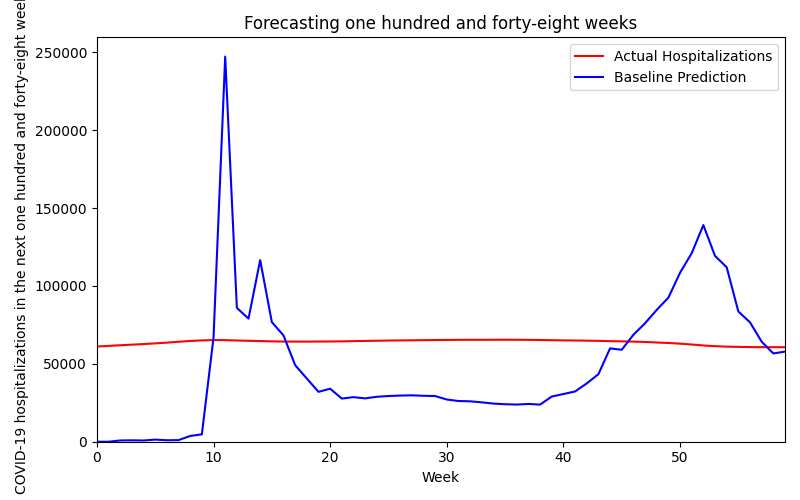 Forecasting one hundred and forty-eight weeks
COVID-19 hospitalizations in the next one hundred and forty-eight
250000
200000
150000
100000
50000
0
Actual Hospitalizations
Baseline Prediction
0 10 20 30 40 50
Week